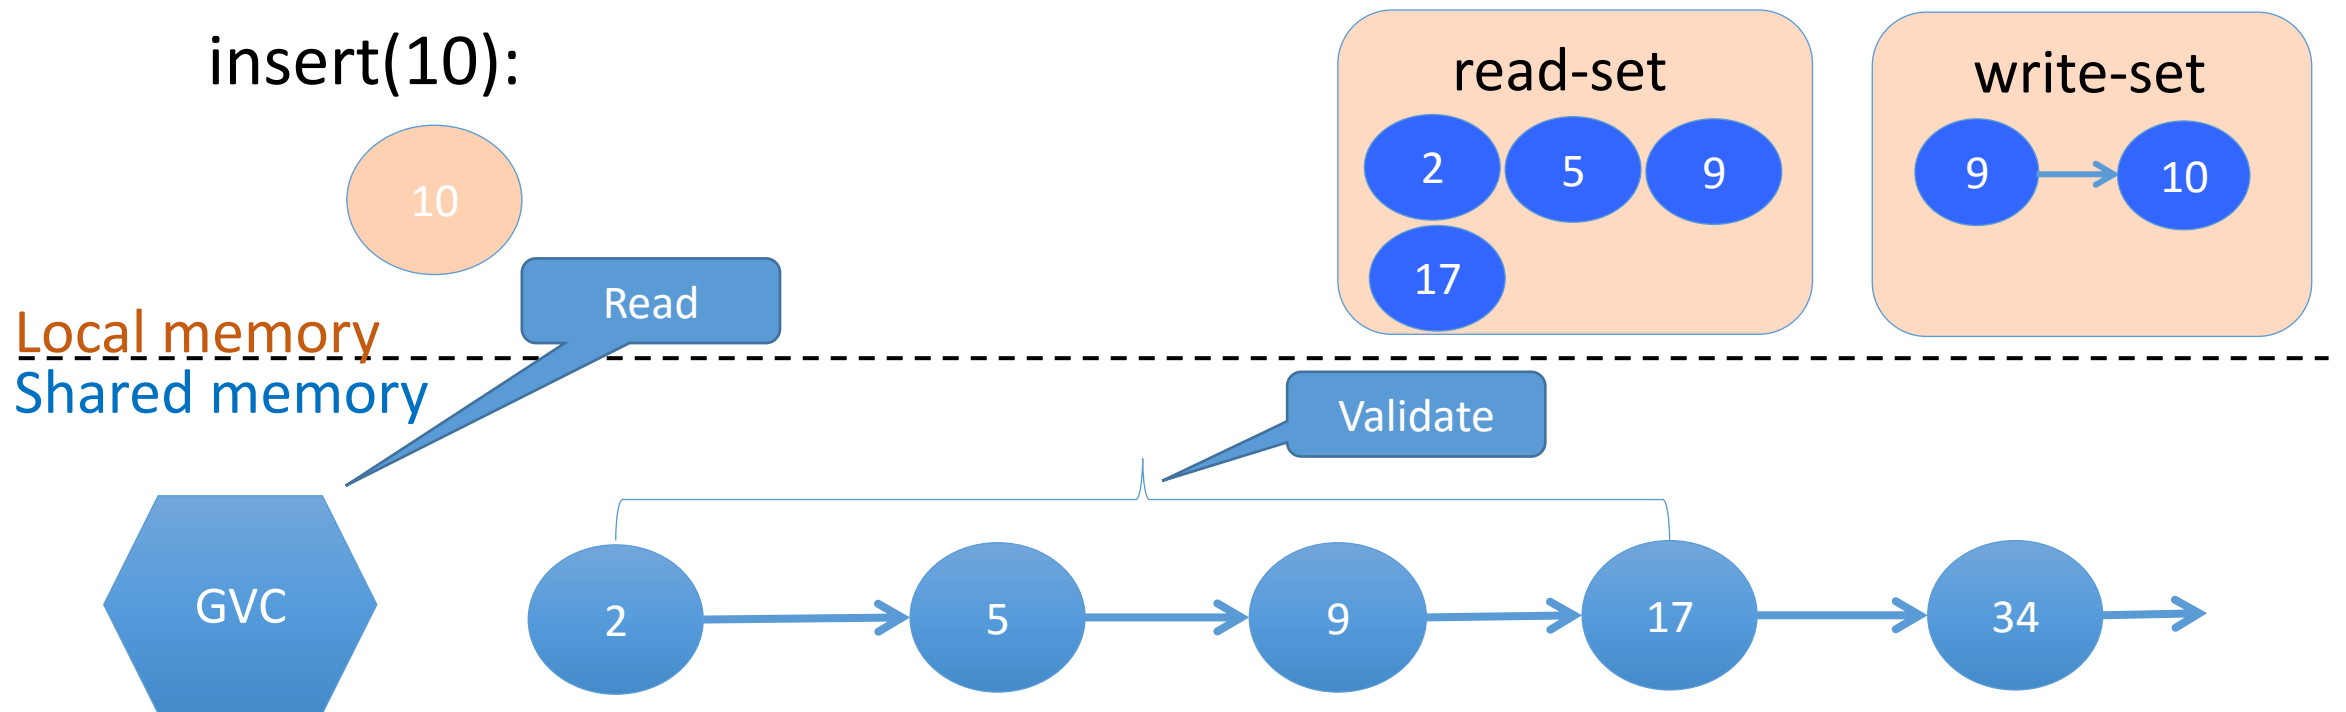 insert(10):
10
read-set
2 5 9
17
write-set
9 10
Read
Local memory
Shared memory
Validate
GVC
2 5 9 17 34